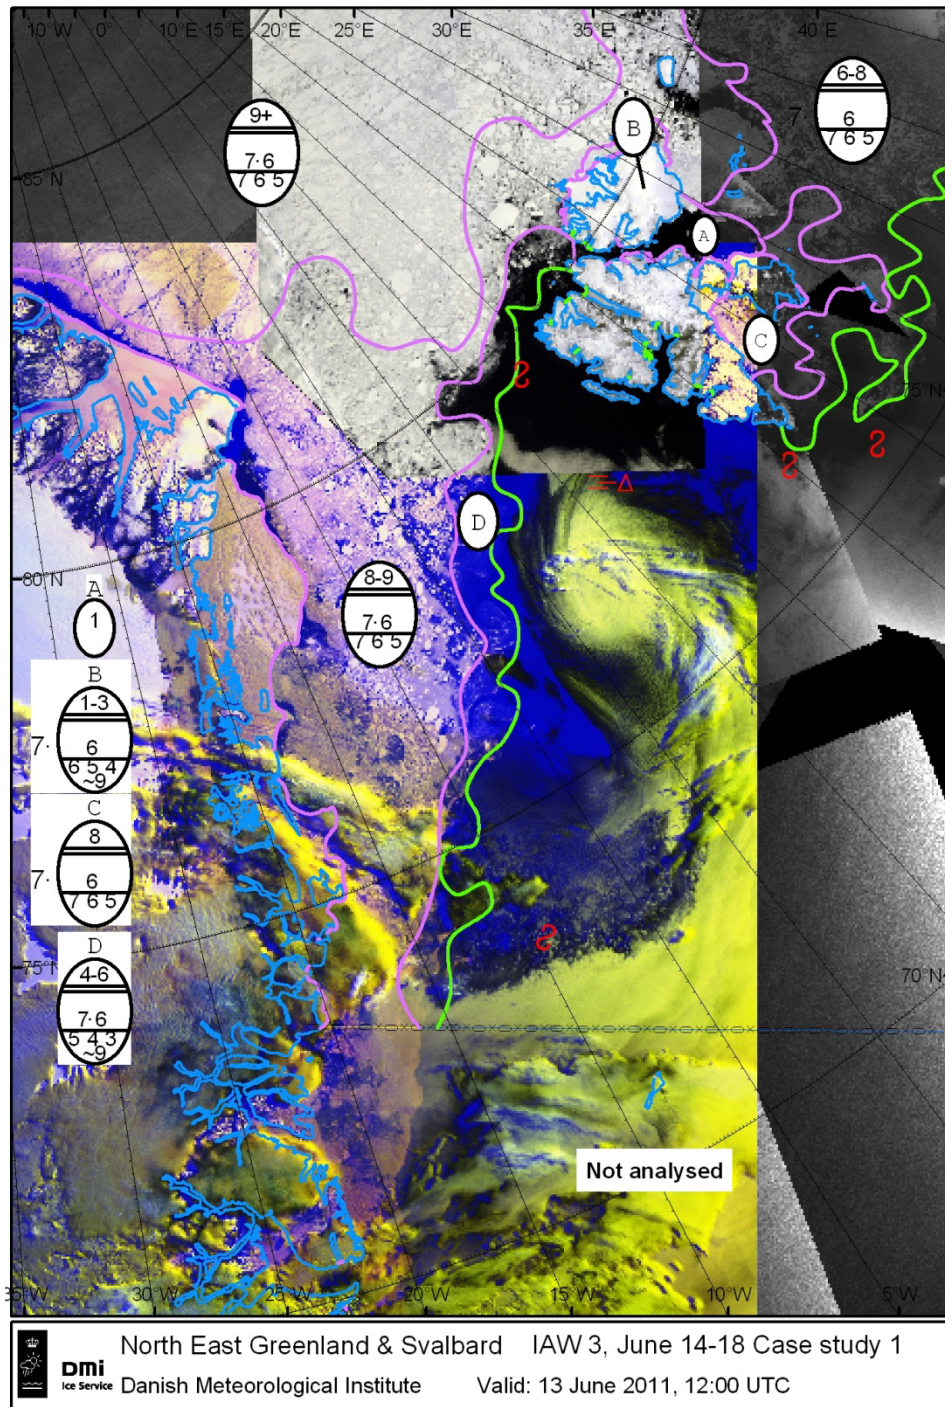 10°W 0° 10°E 15°E 20°E 25°E 30°E 35°E 40°E
6-8
7· 6
7 6 5
9+
7·6
7 6 5
B
85°N
A
C
75°N
D
8-9
7·6
7 6 5
80°N
A
1
B
1-3
7· 6
6 5 4
~9
C
8
7· 6
7 6 5
D
4-6
7·6
5 4 3
~9
75°N
70°N
Not analysed
35°W 30°W 25°W 20°W 15°W 10°W 5°W
DMi
Ice Service
North East Greenland & Svalbard IAW 3, June 14-18 Case study 1
Danish Meteorological Institute Valid: 13 June 2011, 12:00 UTC